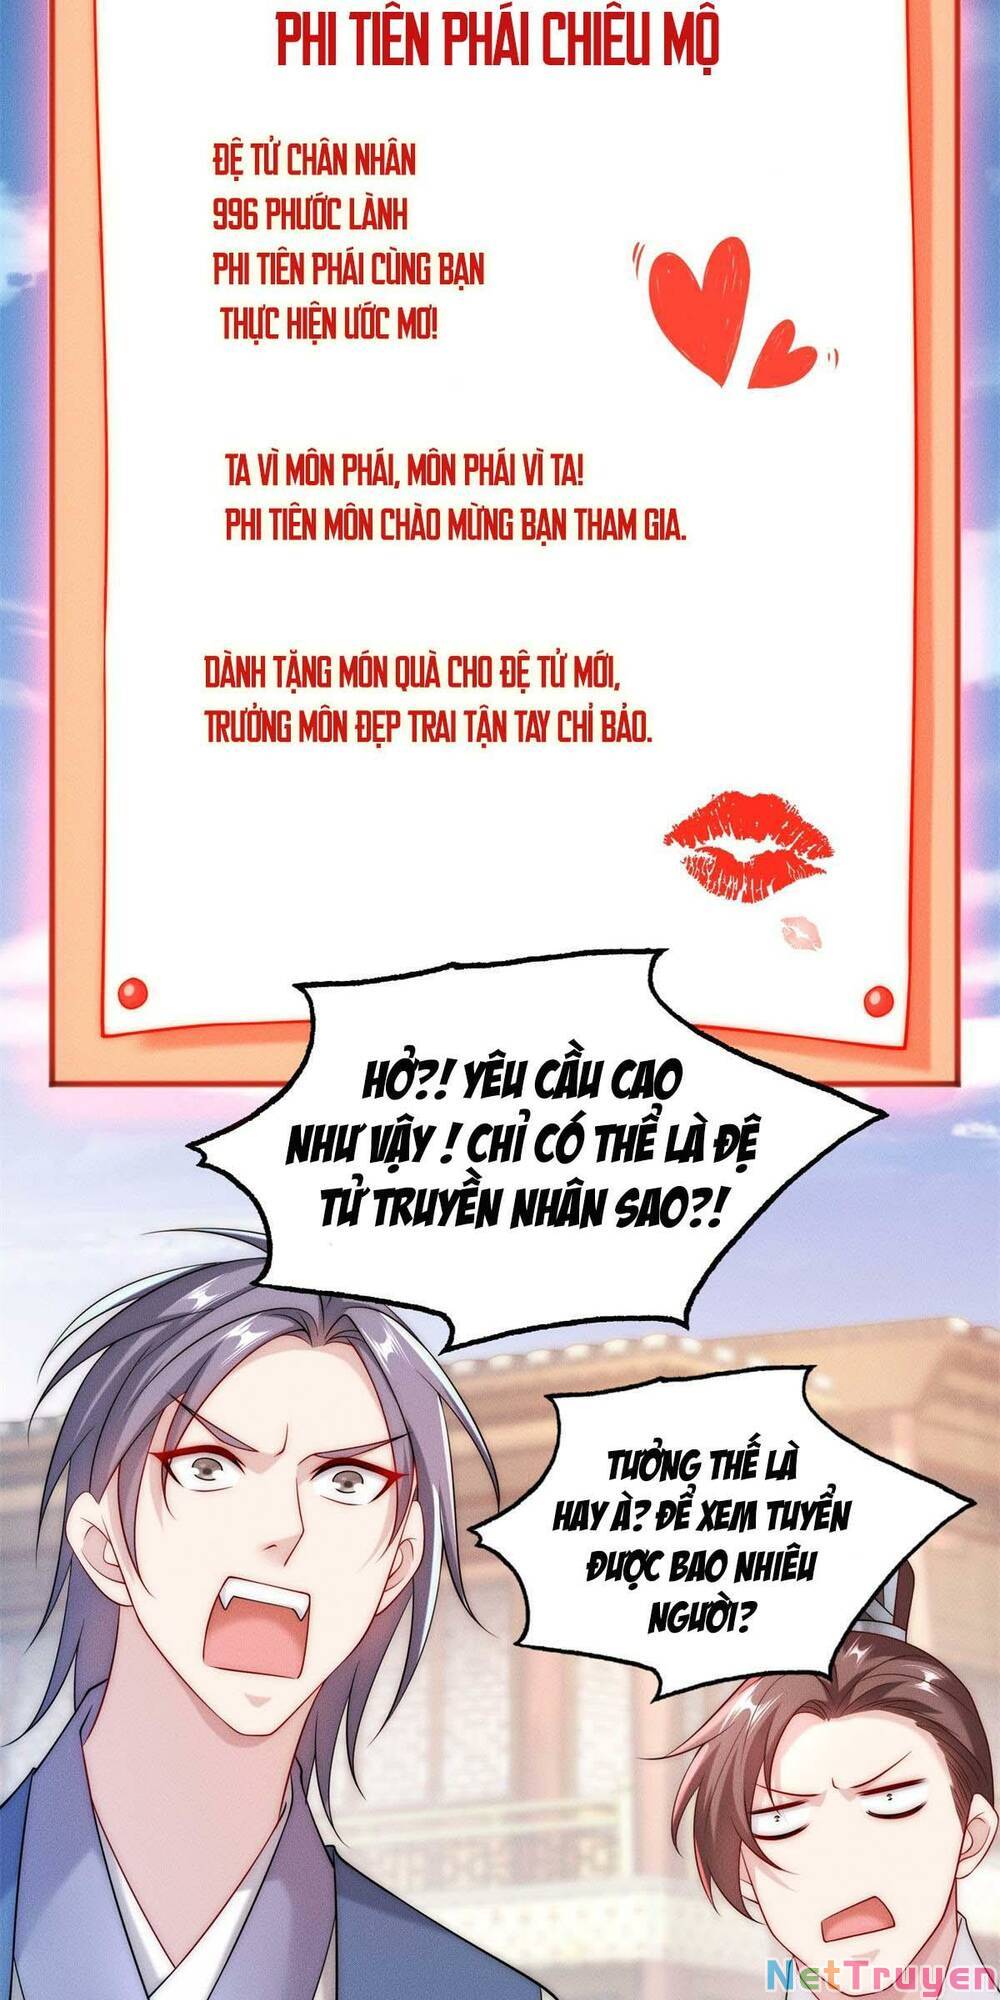 PHI TIÊN PHÁI CHIÊU MỘ
ĐỆ TỬ CHÂN NHÂN
996 PHƯỚC LÀNH
PHI TIÊN PHÁI CÙNG BẠN
THỰC HIỆN ƯỚC MƠ!
TA VÌ MÔN PHÁI, MÔN PHÁI VÌ TA!
PHI TIÊN MÔN CHÀO MỪNG BẠN THAM GIA.
DÀNH TẶNG MÓN QUÀ CHO ĐỆ TỬ MỚI,
TRƯỞNG MÔN ĐẸP TRAI TẬN TAY CHỈ BẢO.
HỞ?! YÊU CẦU CAO
NHƯ VẬY! CHỈ CÓ THỂ LÀ ĐỆ
TỬ TRUYỀN NHÂN SAO?!
TƯỞNG THẾ LÀ
HAY À? ĐỂ XEM TUYỂN
ĐƯỢC BAO NHIÊU
NGƯỜI?
NetTruyen